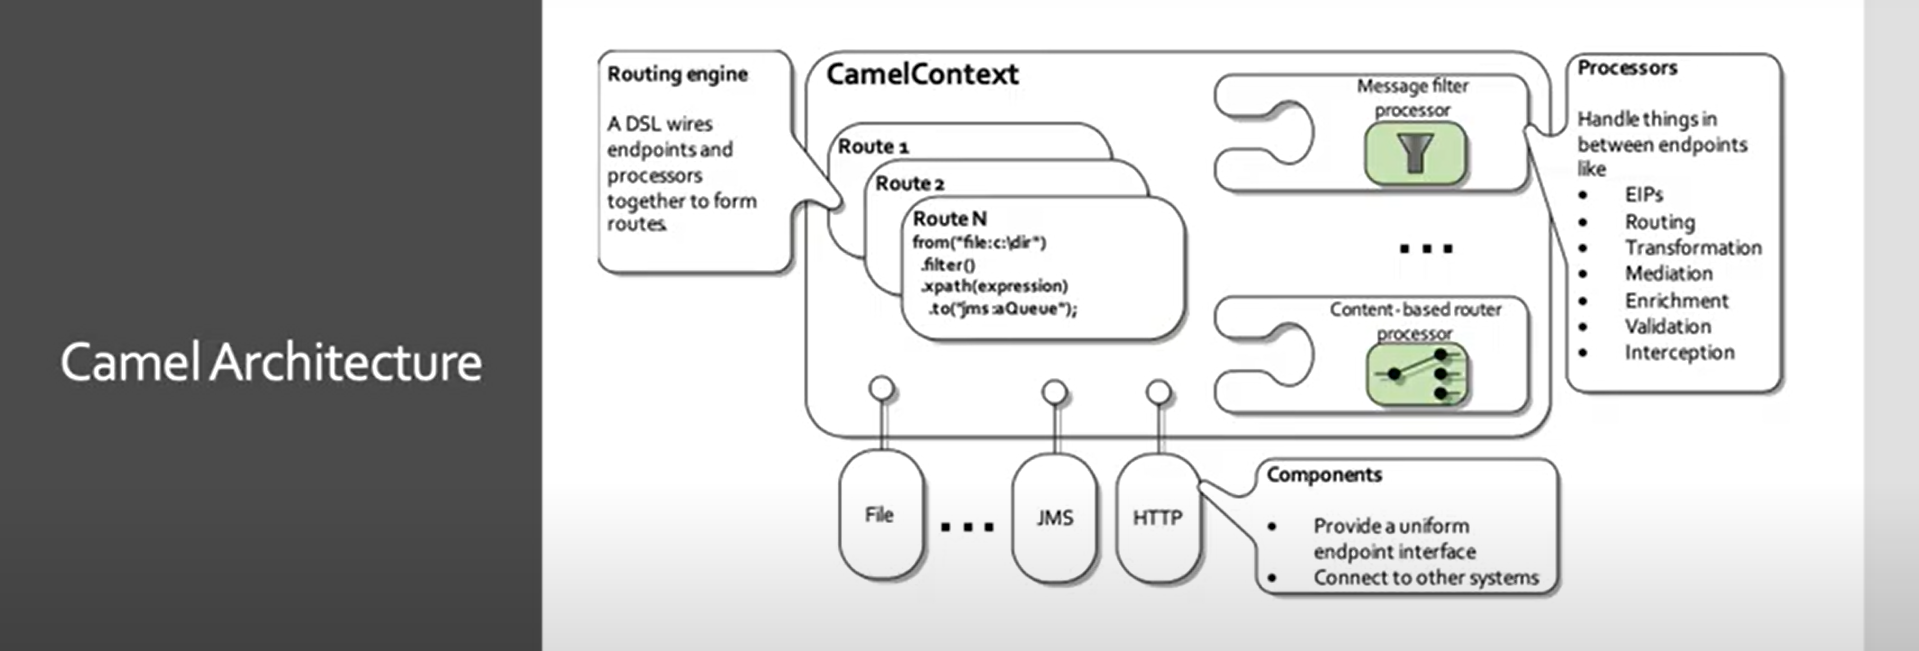 Camel Architecture
Routing engine
A DSL wires
endpoints and
processors
together to form
routes.
CamelContext
Route 1
Route 2
Route N
from("file:c:\dir")
.filter()
.xpath(expression)
.to("jms:aQueue");
Message filter
processor
Content-based router
processor
Processors
Handle things in
between endpoints
like
• EIPs
• Routing
• Transformation
• Mediation
• Enrichment
• Validation
• Interception
File
JMS
HTTP
Components
• Provide a uniform
endpoint interface
• Connect to other systems